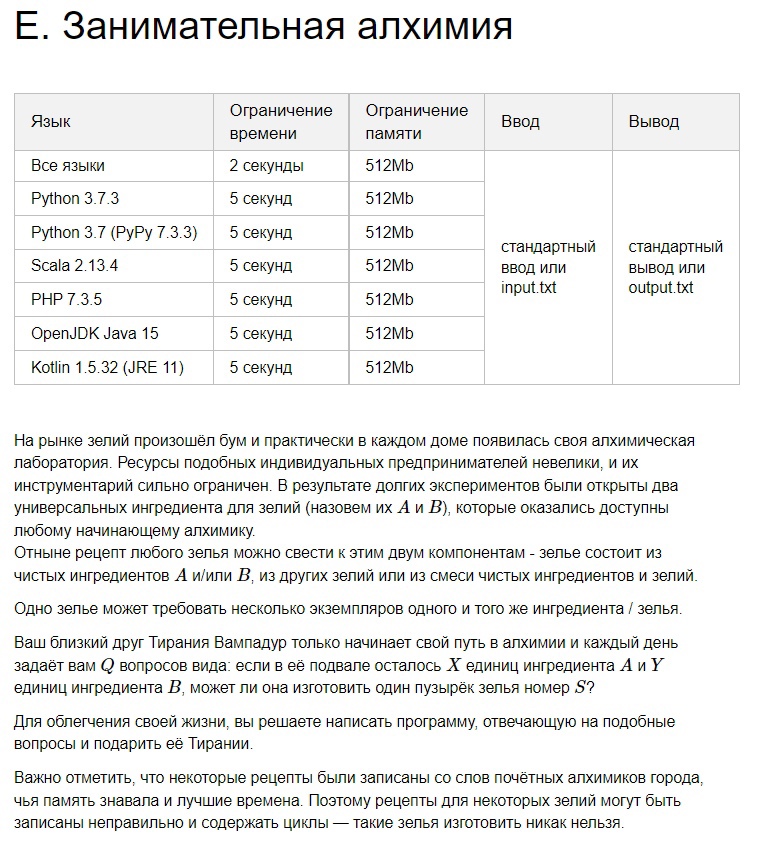 E. Занимательная алхимия
Язык
Ограничение времени
Ограничение памяти
Ввод
Вывод
Все языки
2 секунды
512Mb
стандартный ввод или input.txt
стандартный вывод или output.txt
Python 3.7.3
5 секунд
512Mb
Python 3.7 (PyPy 7.3.3)
5 секунд
512Mb
Scala 2.13.4
5 секунд
512Mb
PHP 7.3.5
5 секунд
512Mb
OpenJDK Java 15
5 секунд
512Mb
Kotlin 1.5.32 (JRE 11)
5 секунд
512Mb
На рынке зелий произошёл бум и практически в каждом доме появилась своя алхимическая
лаборатория. Ресурсы подобных индивидуальных предпринимателей невелики, и их
инструментарий сильно ограничен. В результате долгих экспериментов были открыты два
универсальных ингредиента для зелий (назовем их A и B), которые оказались доступны
любому начинающему алхимику.
Отныне рецепт любого зелья можно свести к этим двум компонентам - зелье состоит из
чистых ингредиентов A и/или B, из других зелий или из смеси чистых ингредиентов и зелий.
Одно зелье может требовать несколько экземпляров одного и того же ингредиента / зелья.
Ваш близкий друг Тирания Вампадур только начинает свой путь в алхимии и каждый день
задаёт вам Q вопросов вида: если в её подвале осталось X единиц ингредиента A и Y
единиц ингредиента B, может ли она изготовить один пузырёк зелья номер S?
Для облегчения своей жизни, вы решаете написать программу, отвечающую на подобные
вопросы и подарить её Тирании.
Важно отметить, что некоторые рецепты были записаны со слов почётных алхимиков города,
чья память знавала и лучшие времена. Поэтому рецепты для некоторых зелий могут быть
записаны неправильно и содержать циклы — такие зелья изготовить никак нельзя.